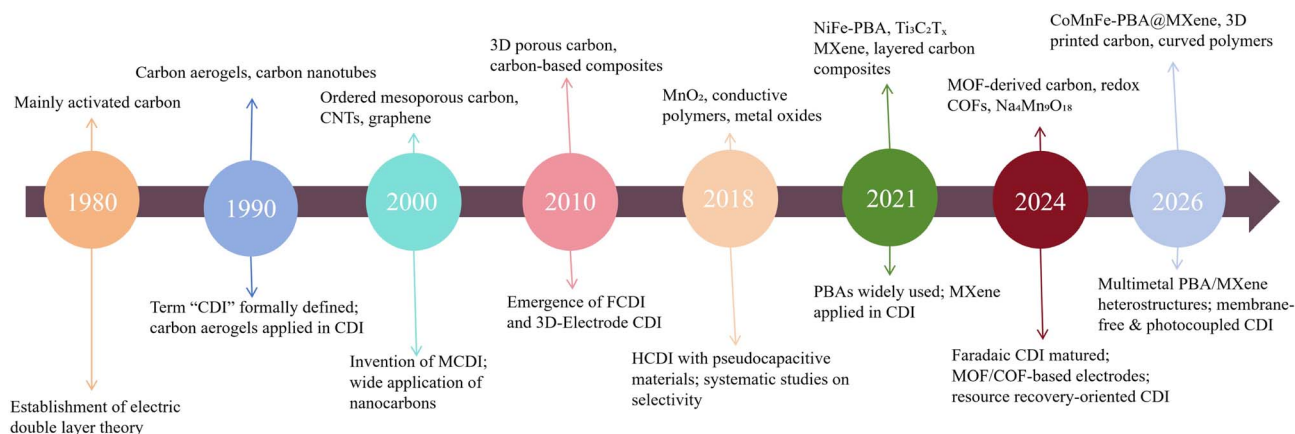 Mainly activated carbon
1980
Establishment of electric
double layer theory
Carbon aerogels, carbon nanotubes
1990
Term “CDI” formally defined;
carbon aerogels applied in CDI
Ordered mesoporous carbon,
CNTs, graphene
2000
Invention of MCDI;
wide application of
nanocarbons
3D porous carbon,
carbon-based composites
2010
Emergence of FCDI
and 3D-Electrode CDI
MnO₂, conductive
polymers, metal oxides
2018
HCDI with pseudocapacitive
materials; systematic studies on
selectivity
NiFe-PBA, Ti₃C₂Tₓ
MXene, layered carbon
composites
2021
PBAs widely used; MXene
applied in CDI
MOF-derived carbon, redox
COFs, Na₄Mn₉O₁₈
2024
Faradaic CDI matured;
MOF/COF-based electrodes;
resource recovery-oriented CDI
CoMnFe-PBA@MXene, 3D
printed carbon, curved polymers
2026
Multimetal PBA/MXene
heterostructures; membrane-
free & photocoupled CDI